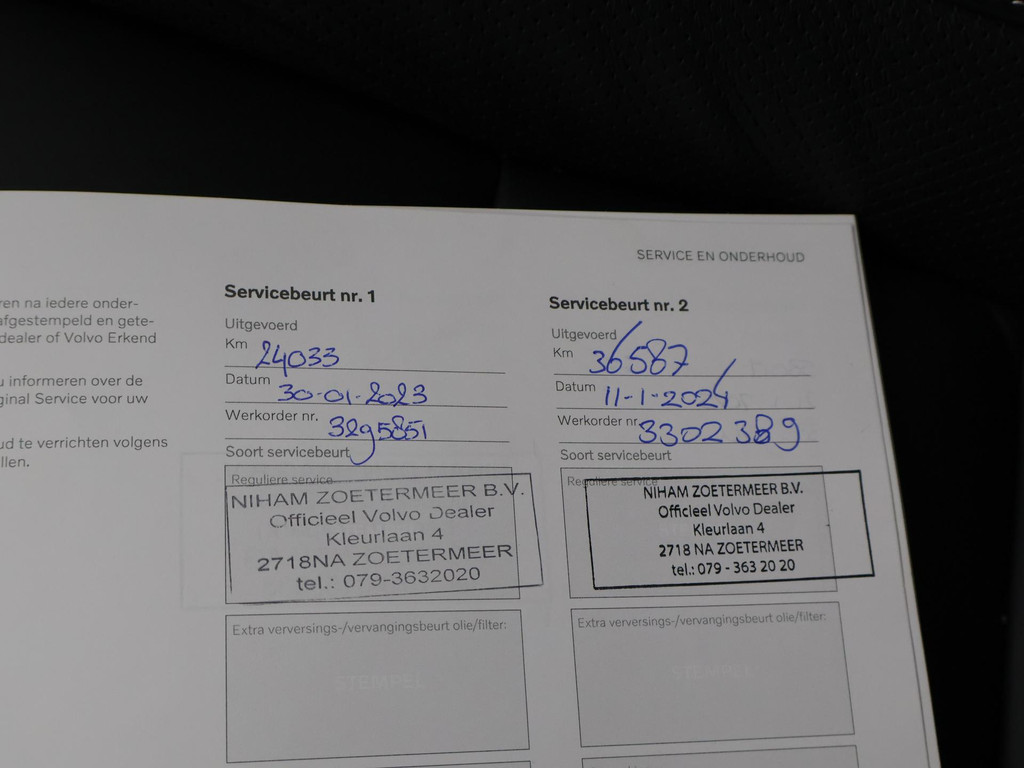 SERVICE EN ONDERHOUD
ren na iedere onder-
afgestempeld en gete-
dealer of Volvo Erkend
u informeren over de
ginal Service voor uw
ud te verrichten volgens
llen.
Servicebeurt nr. 1
Uitgevoerd
Km 24033
Datum 30-01-2023
Werkorder nr. 3295851
Soort servicebeurt
Reguliere service
NIHAM ZOETERMEER B.V.
Officieel Volvo Dealer
Kleurlaan 4
2718NA ZOETERMEER
tel.: 079-3632020
Extra verversings-/vervangingsbeurt olie/filter:
STEMPEL
Servicebeurt nr. 2
Uitgevoerd
Km 36587
Datum 11-1-2024
Werkorder nr 3302389
Soort servicebeurt
Reguliere service
NIHAM ZOETERMEER B.V.
Officieel Volvo Dealer
Kleurlaan 4
2718 NA ZOETERMEER
tel.: 079 - 363 20 20
Extra verversings-/vervangingsbeurt olie/filter:
STEMPEL